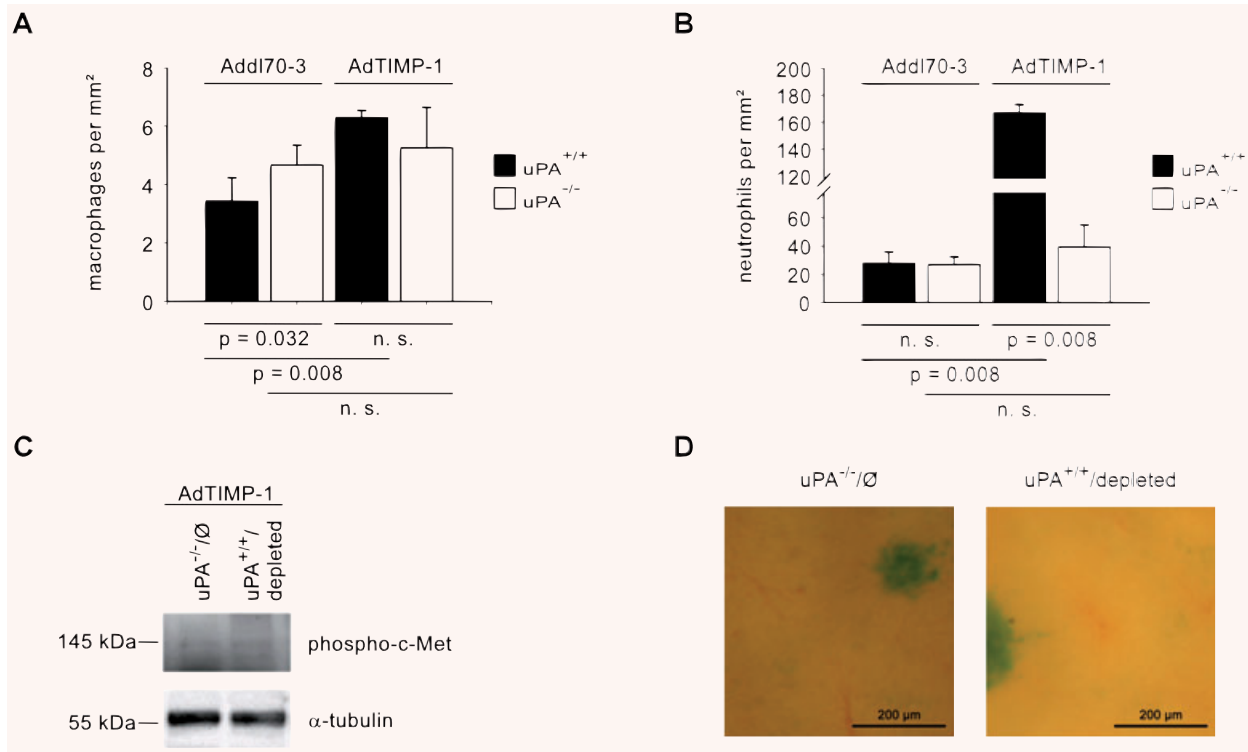 A
Addl70-3 AdTIMP-1
macrophages per mm²
8
6
4
2
0
uPA+/+
uPA-/-
p = 0.032 n. s.
p = 0.008
n. s.
B
Addl70-3 AdTIMP-1
neutrophils per mm²
200
180
160
140
120
60
40
20
0
uPA+/+
uPA-/-
n. s. p = 0.008
p = 0.008
n. s.
C
AdTIMP-1
uPA-/-/Ø
uPA+/+/
depleted
145 kDa
phospho-c-Met
55 kDa
α-tubulin
D
uPA-/-/Ø uPA+/+/depleted
200 µm 200 µm